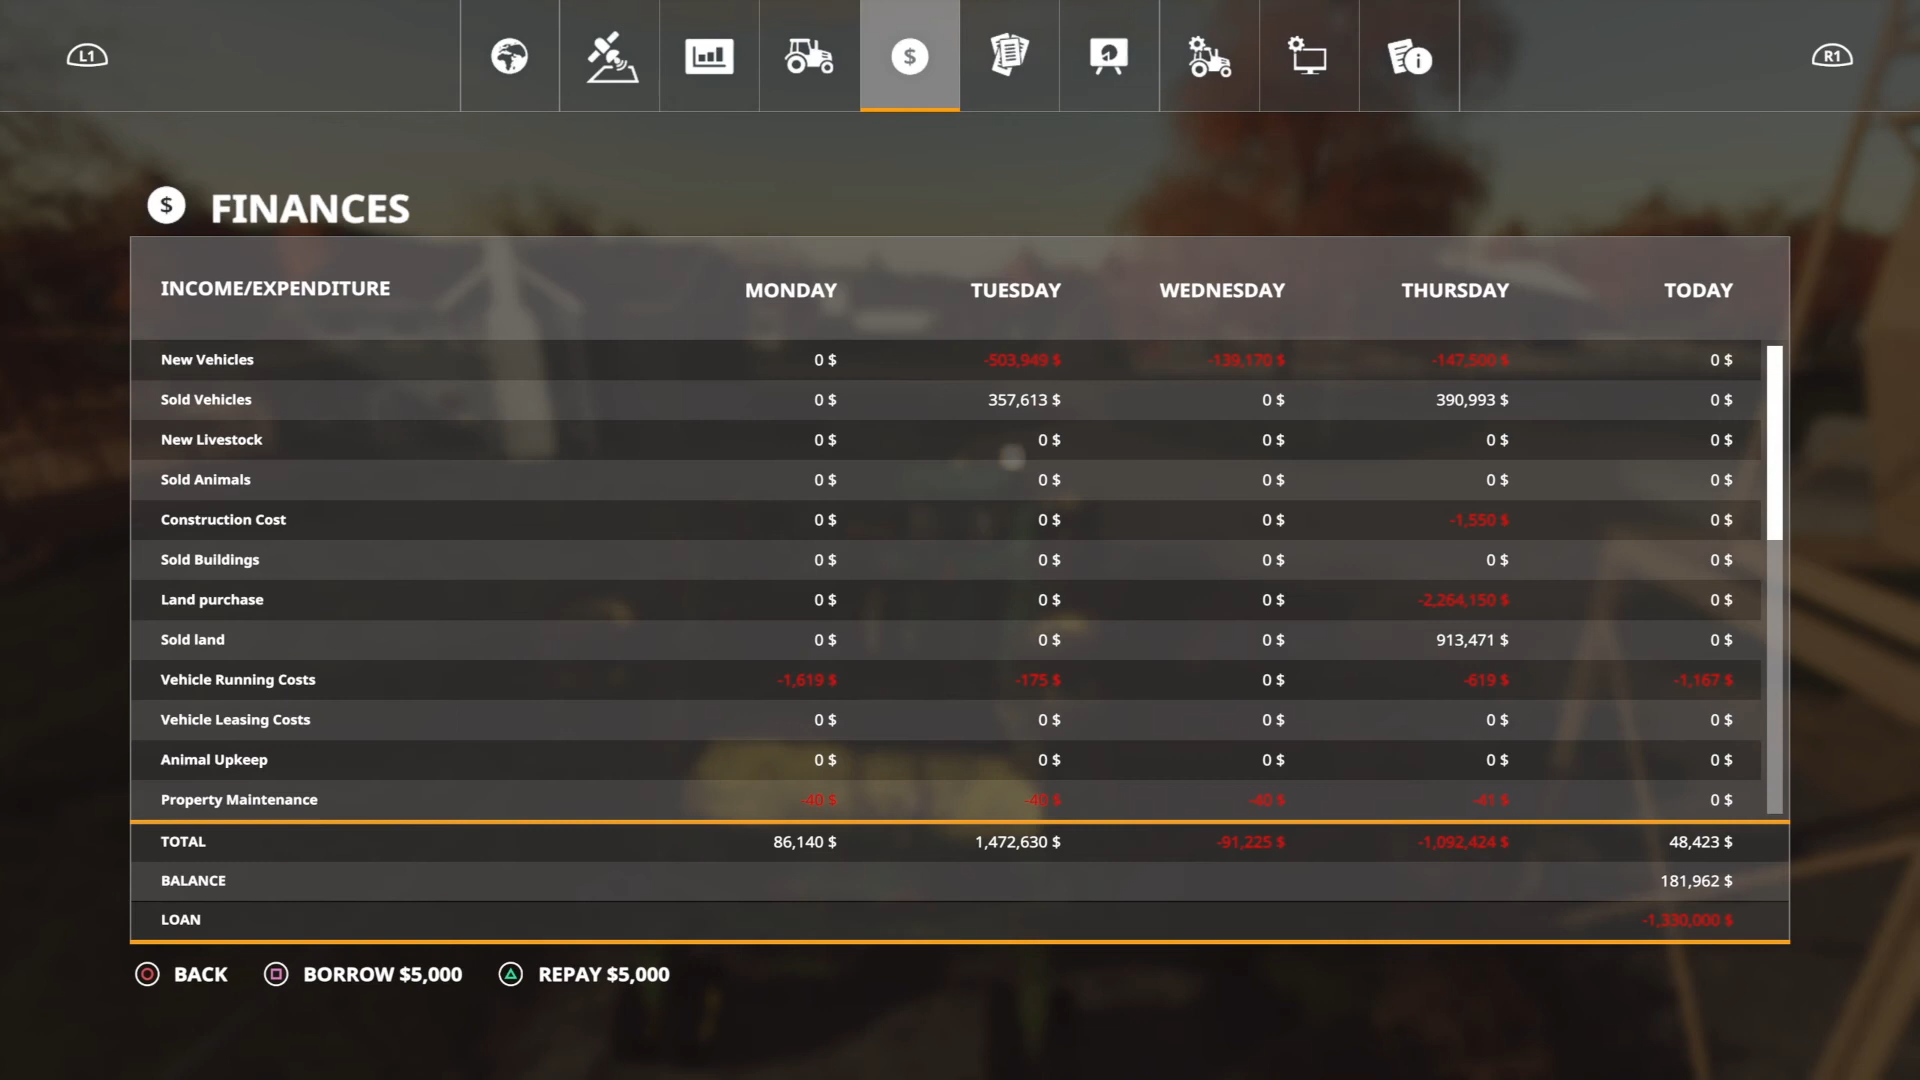 L1
R1
$ FINANCES
INCOME/EXPENDITURE MONDAY TUESDAY WEDNESDAY THURSDAY TODAY
New Vehicles 0 $ -503,949 $ -139,170 $ -147,500 $ 0 $
Sold Vehicles 0 $ 357,613 $ 0 $ 390,993 $ 0 $
New Livestock 0 $ 0 $ 0 $ 0 $ 0 $
Sold Animals 0 $ 0 $ 0 $ 0 $ 0 $
Construction Cost 0 $ 0 $ 0 $ -1,550 $ 0 $
Sold Buildings 0 $ 0 $ 0 $ 0 $ 0 $
Land purchase 0 $ 0 $ 0 $ -2,264,150 $ 0 $
Sold land 0 $ 0 $ 0 $ 913,471 $ 0 $
Vehicle Running Costs -1,619 $ -175 $ 0 $ -619 $ -1,167 $
Vehicle Leasing Costs 0 $ 0 $ 0 $ 0 $ 0 $
Animal Upkeep 0 $ 0 $ 0 $ 0 $ 0 $
Property Maintenance -40 $ -40 $ -40 $ -41 $ 0 $
TOTAL 86,140 $ 1,472,630 $ -91,225 $ -1,092,424 $ 48,423 $
BALANCE 181,962 $
LOAN -1,330,000 $
BACK BORROW $5,000 REPAY $5,000